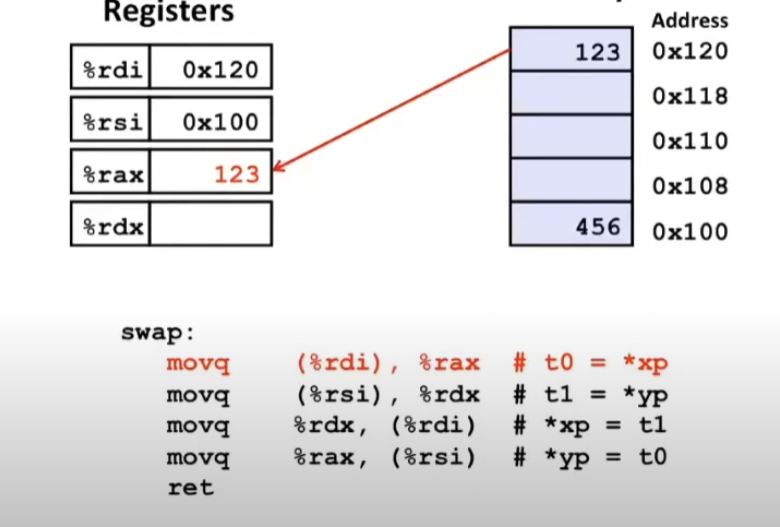 Registers
Address
%rdi 0x120
%rsi 0x100
%rax 123
%rdx
123 0x120
0x118
0x110
0x108
456 0x100
swap:
movq (%rdi), %rax # t0 = *xp
movq (%rsi), %rdx # t1 = *yp
movq %rdx, (%rdi) # *xp = t1
movq %rax, (%rsi) # *yp = t0
ret